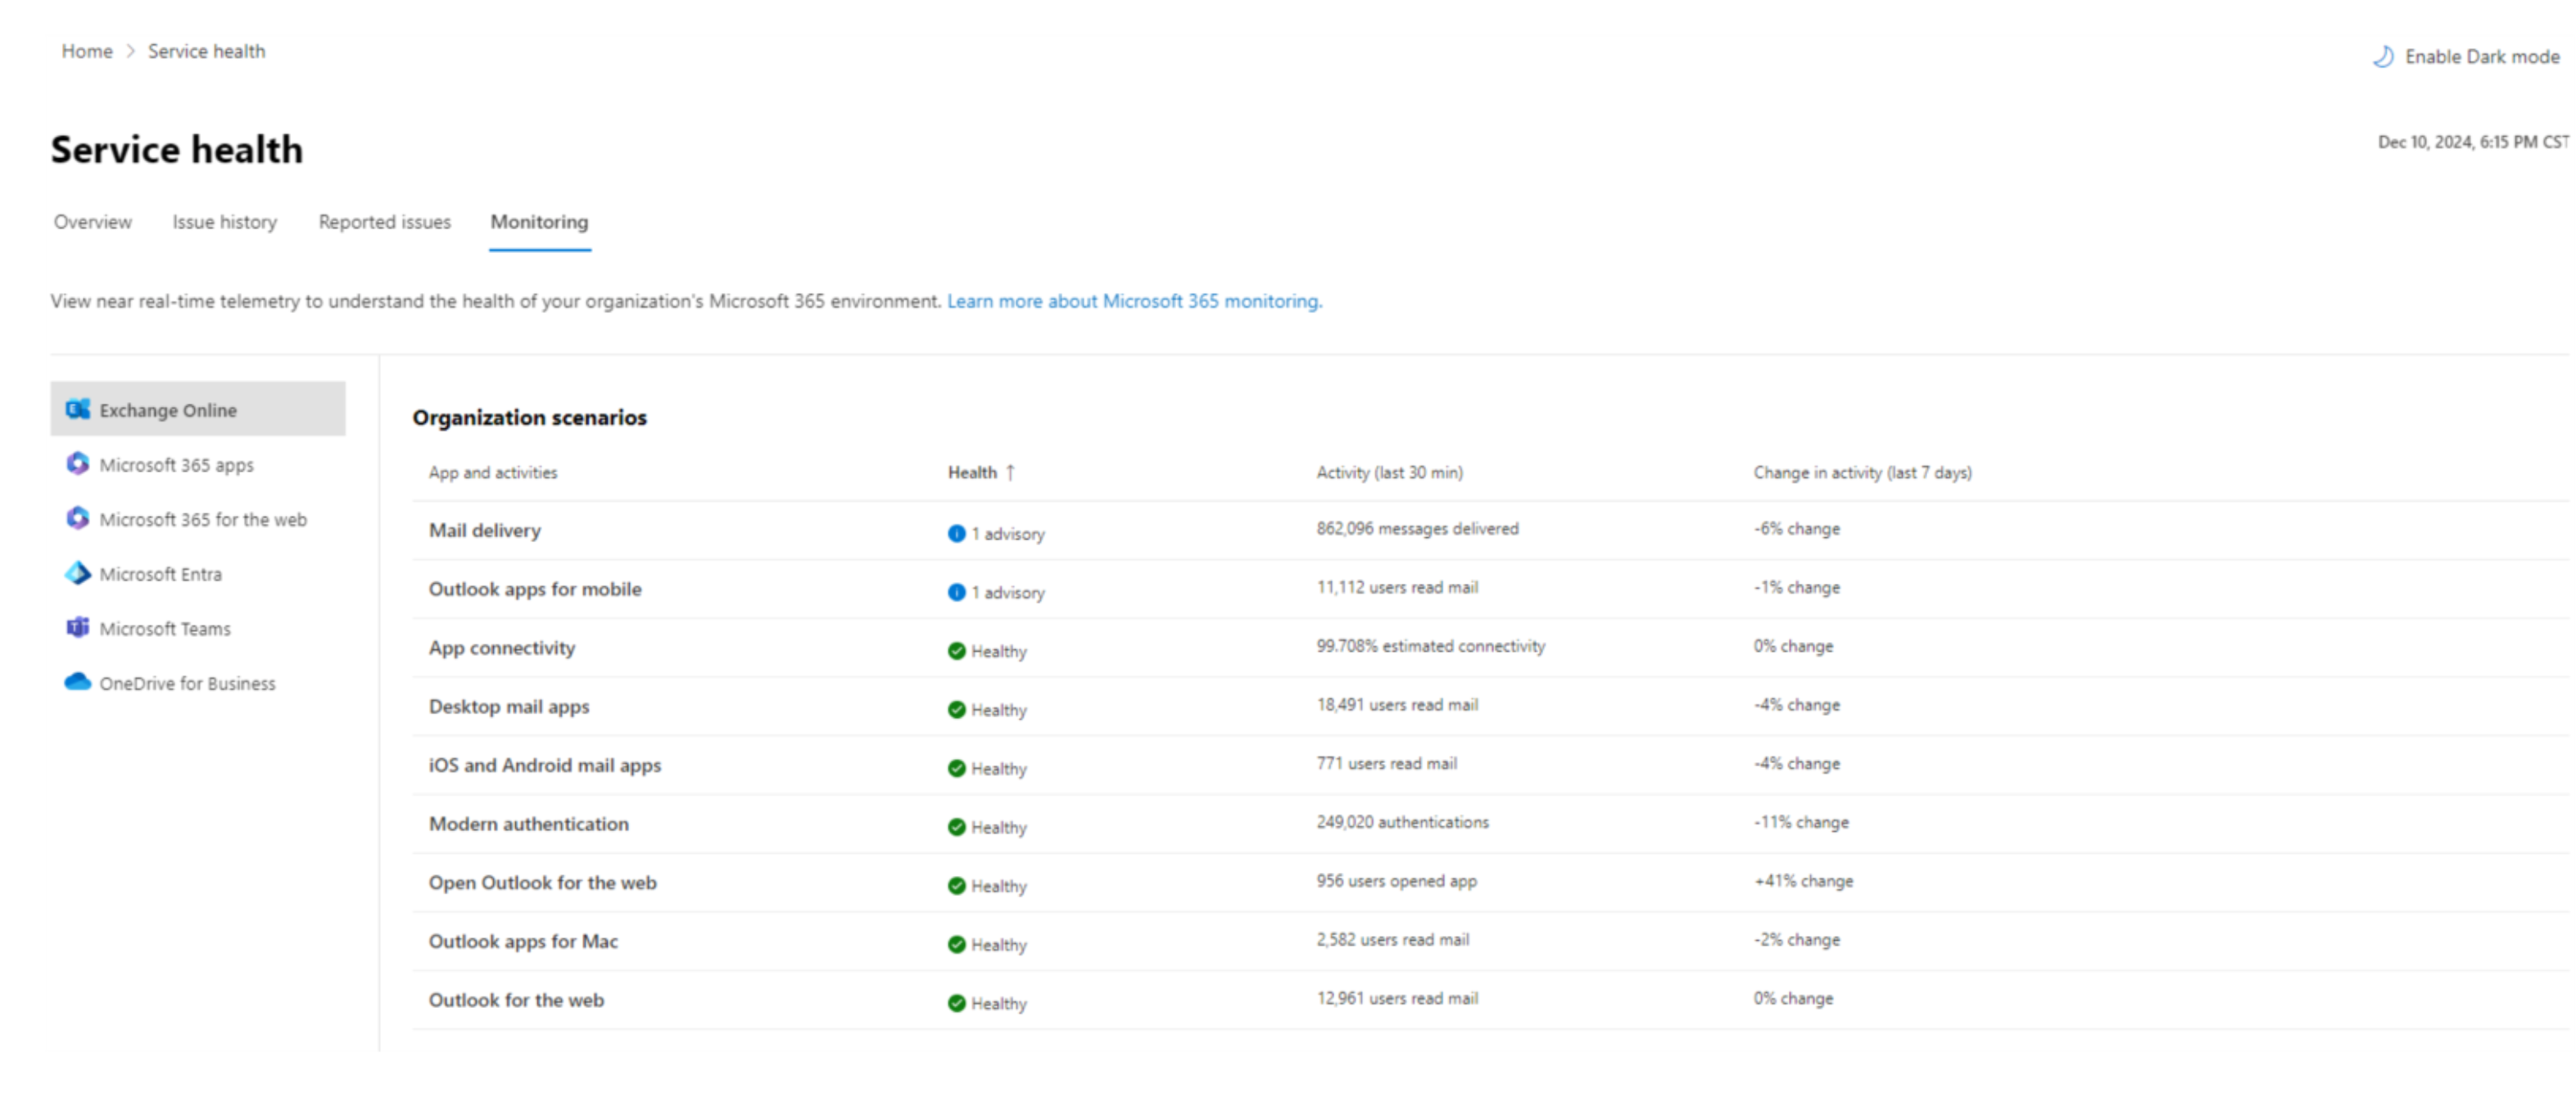 Home > Service health
Enable Dark mode
Service health
Dec 10, 2024, 6:15 PM CST
Overview Issue history Reported issues Monitoring
View near real-time telemetry to understand the health of your organization's Microsoft 365 environment. Learn more about Microsoft 365 monitoring.
Exchange Online
Microsoft 365 apps
Microsoft 365 for the web
Microsoft Entra
Microsoft Teams
OneDrive for Business
Organization scenarios
App and activities Health ↑ Activity (last 30 min) Change in activity (last 7 days)
Mail delivery 1 advisory 862,096 messages delivered -6% change
Outlook apps for mobile 1 advisory 11,112 users read mail -1% change
App connectivity Healthy 99.708% estimated connectivity 0% change
Desktop mail apps Healthy 18,491 users read mail -4% change
iOS and Android mail apps Healthy 771 users read mail -4% change
Modern authentication Healthy 249,020 authentications -11% change
Open Outlook for the web Healthy 956 users opened app +41% change
Outlook apps for Mac Healthy 2,582 users read mail -2% change
Outlook for the web Healthy 12,961 users read mail 0% change